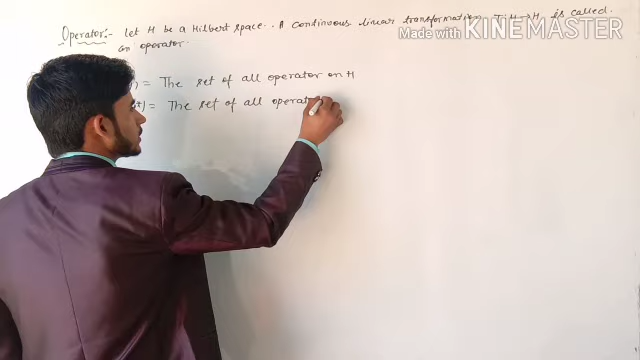 Operator:- Let H be a Hilbert space. A continuous linear transformation T: H→H is called
an operator.
= The set of all operator on H
= The set of all operat
Made with KINEMASTER